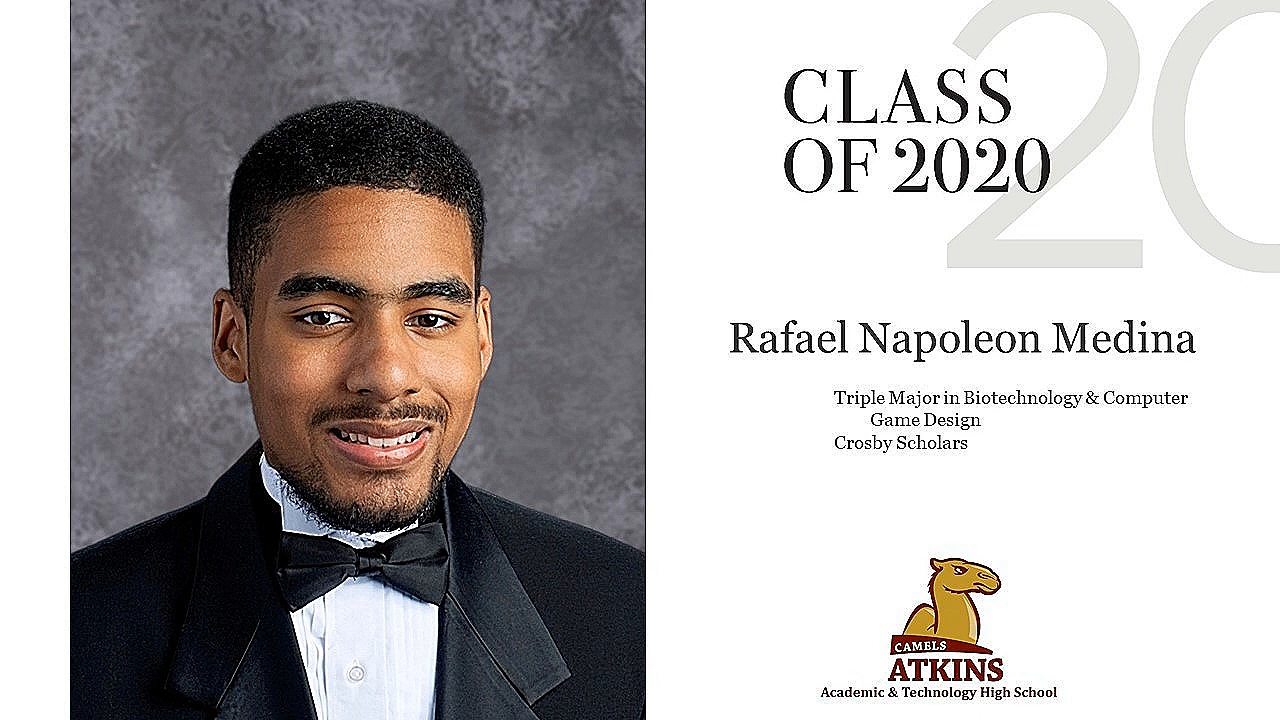 20
CLASS
OF 2020
Rafael Napoleon Medina
Triple Major in Biotechnology & Computer
Game Design
Crosby Scholars
CAMELS
ATKINS
Academic & Technology High School